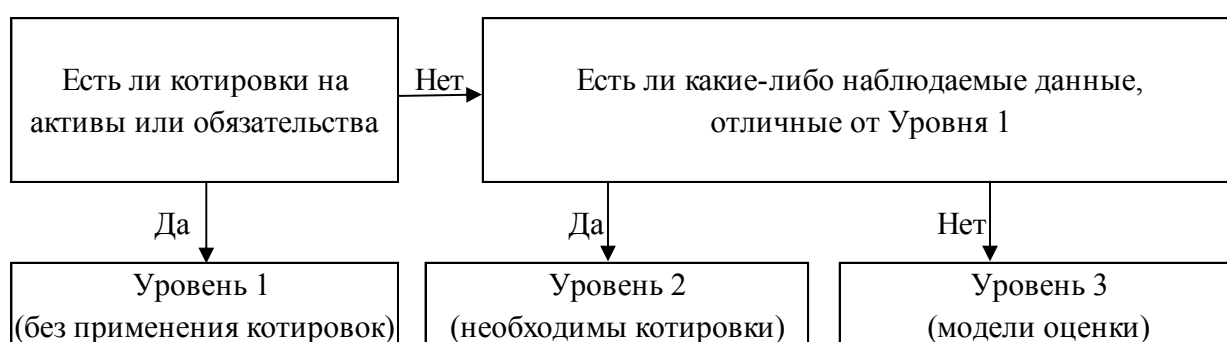 Есть ли котировки на
активы или обязательства
Нет
Есть ли какие-либо наблюдаемые данные,
отличные от Уровня 1
Да
Да
Нет
Уровень 1
(без применения котировок)
Уровень 2
(необходимы котировки)
Уровень 3
(модели оценки)